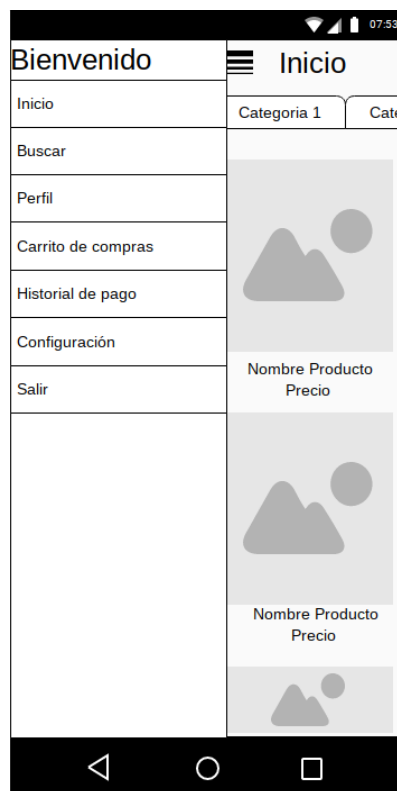 07:53
Bienvenido
Inicio
Buscar
Perfil
Carrito de compras
Historial de pago
Configuración
Salir
Inicio
Categoria 1
Cate
Nombre Producto
Precio
Nombre Producto
Precio